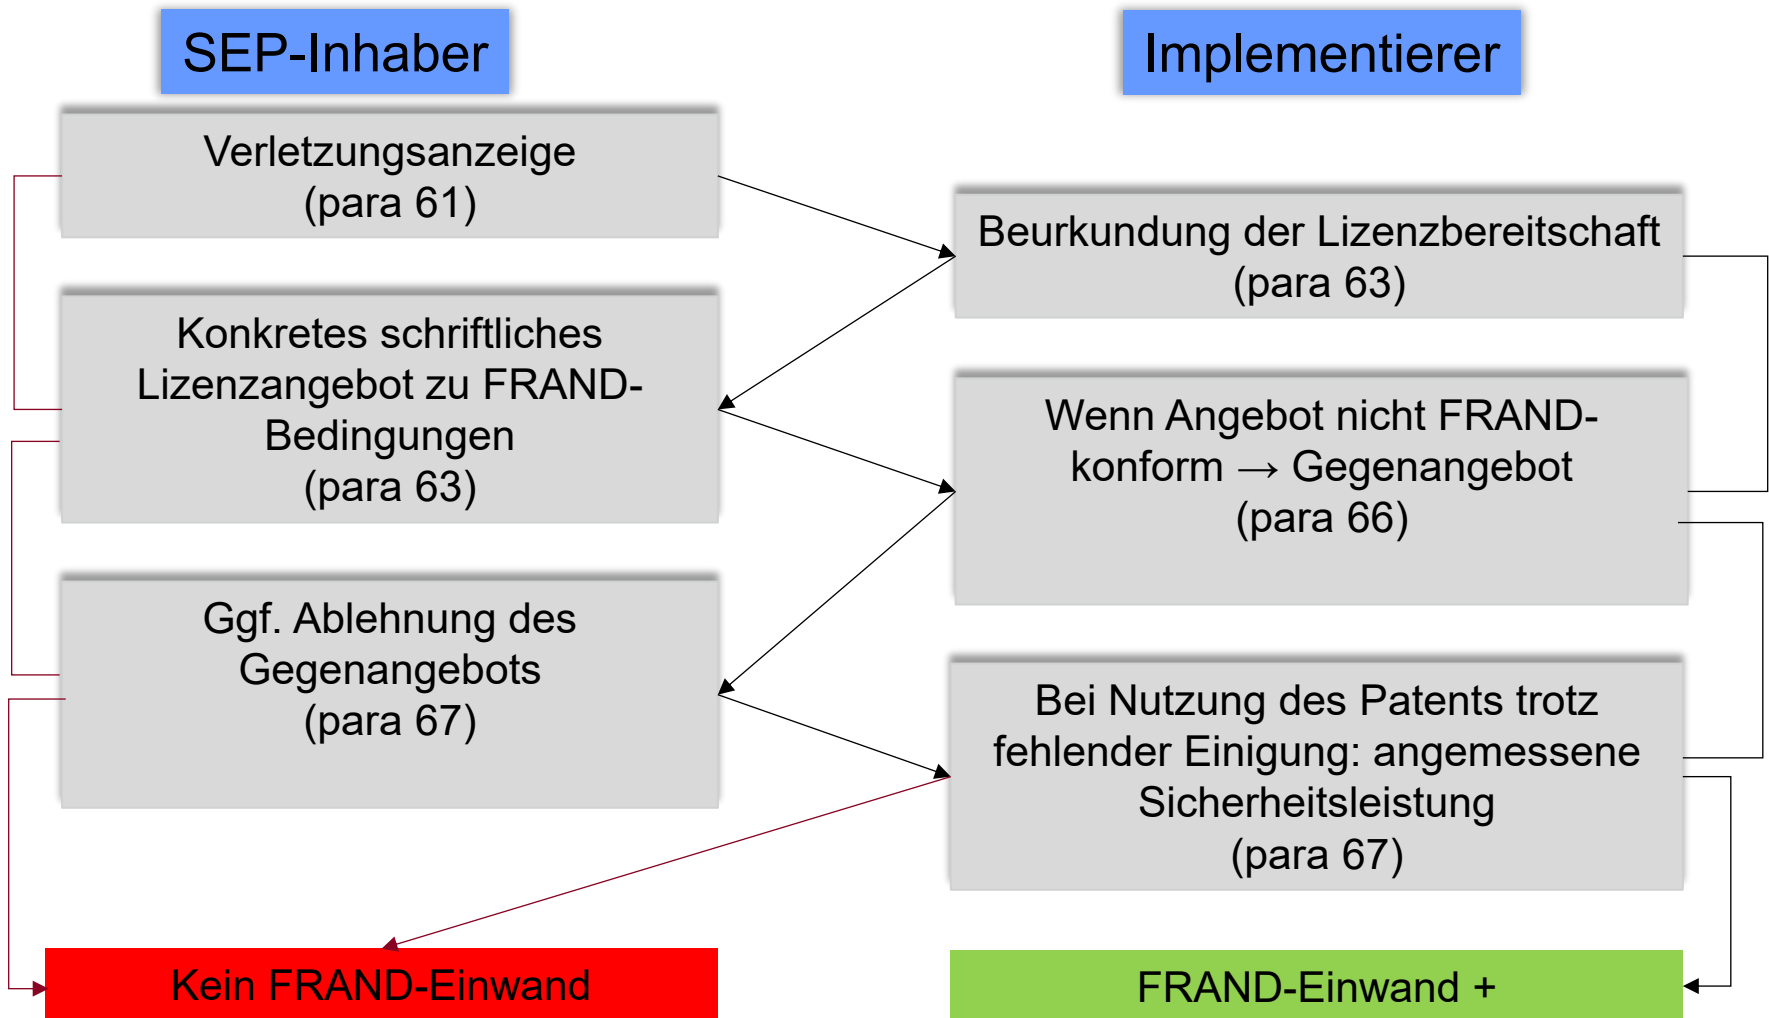 SEP-Inhaber
Implementierer
Verletzungsanzeige
(para 61)
Beurkundung der Lizenzbereitschaft
(para 63)
Konkretes schriftliches
Lizenzangebot zu FRAND-
Bedingungen
(para 63)
Wenn Angebot nicht FRAND-
konform → Gegenangebot
(para 66)
Ggf. Ablehnung des
Gegenangebots
(para 67)
Bei Nutzung des Patents trotz
fehlender Einigung: angemessene
Sicherheitsleistung
(para 67)
Kein FRAND-Einwand
FRAND-Einwand +